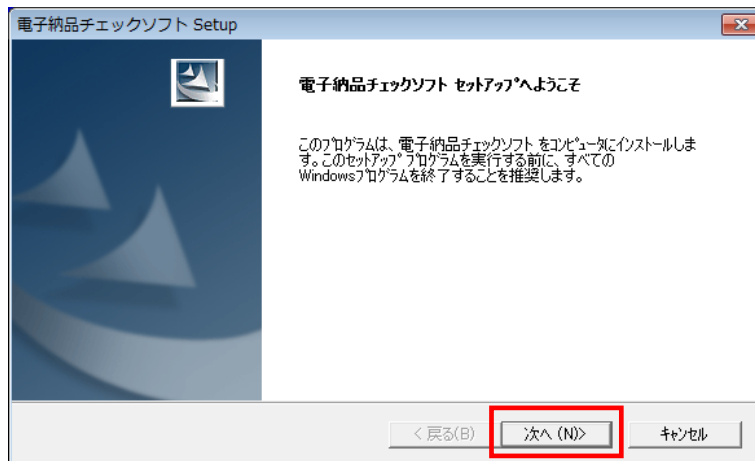 電子納品チェックソフト Setup
電子納品チェックソフト セットアップへようこそ
このプログラムは、電子納品チェックソフト をコンピュータにインストールしま
す。このセットアップ プログラムを実行する前に、すべての
Windowsプログラムを終了することを推奨します。
< 戻る(B)
次へ (N)>
キャンセル